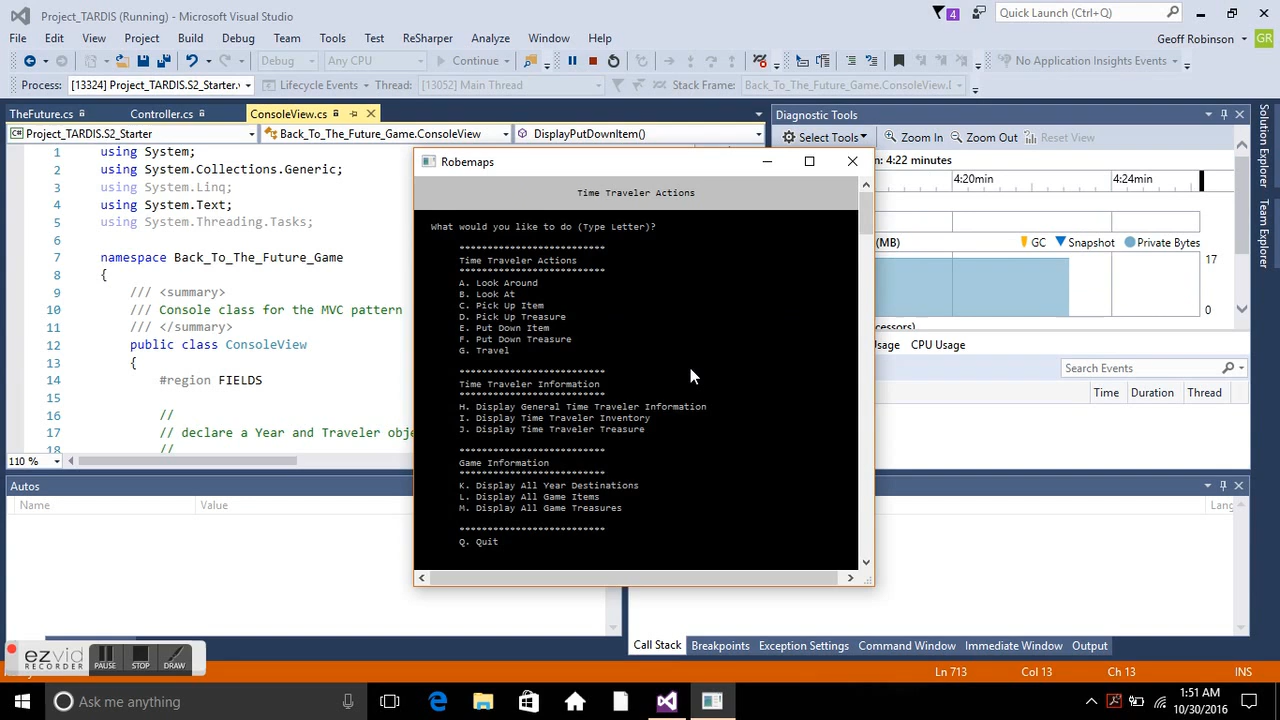 Project_TARDIS (Running) - Microsoft Visual Studio
4
Quick Launch (Ctrl+Q)
File Edit View Project Build Debug Team Tools Test ReSharper Analyze Window Help
Geoff Robinson
GR
Debug Any CPU Continue No Application Insights Events
Process: [13324] Project_TARDIS.S2_Starter. Lifecycle Events Thread: [13052] Main Thread Stack Frame: Back_To_The_Future_Game.ConsoleView.I
TheFuture.cs Controller.cs ConsoleView.cs
Project_TARDIS.S2_Starter Back_To_The_Future_Game.ConsoleView DisplayPutDownItem()
1 using System;
2 using System.Collections.Generic;
3 using System.Linq;
4 using System.Text;
5 using System.Threading.Tasks;
6
7 namespace Back_To_The_Future_Game
8 {
9 /// <summary>
10 /// Console class for the MVC pattern
11 /// </summary>
12 public class ConsoleView
13 {
14 #region FIELDS
15
16 //
17 // declare a Year and Traveler obje
18 //
110 %
Robemaps
Time Traveler Actions
What would you like to do (Type Letter)?
**************************
Time Traveler Actions
**************************
A. Look Around
B. Look At
C. Pick Up Item
D. Pick Up Treasure
E. Put Down Item
F. Put Down Treasure
G. Travel
**************************
Time Traveler Information
**************************
H. Display General Time Traveler Information
I. Display Time Traveler Inventory
J. Display Time Traveler Treasure
**************************
Game Information
**************************
K. Display All Year Destinations
L. Display All Game Items
M. Display All Game Treasures
**************************
Q. Quit
Diagnostic Tools
Select Tools Zoom In Zoom Out Reset View
n: 4:22 minutes
4:20min 4:24min
(MB) GC Snapshot Private Bytes
17
0
cessors)
Usage CPU Usage
Search Events
Time Duration Thread
Solution Explorer
Team Explorer
Autos
Name Value
Lang
Call Stack Breakpoints Exception Settings Command Window Immediate Window Output
ezvid
RECORDER
PAUSE STOP DRAW
Ln 713 Col 13 Ch 13 INS
Ask me anything
1:51 AM
10/30/2016